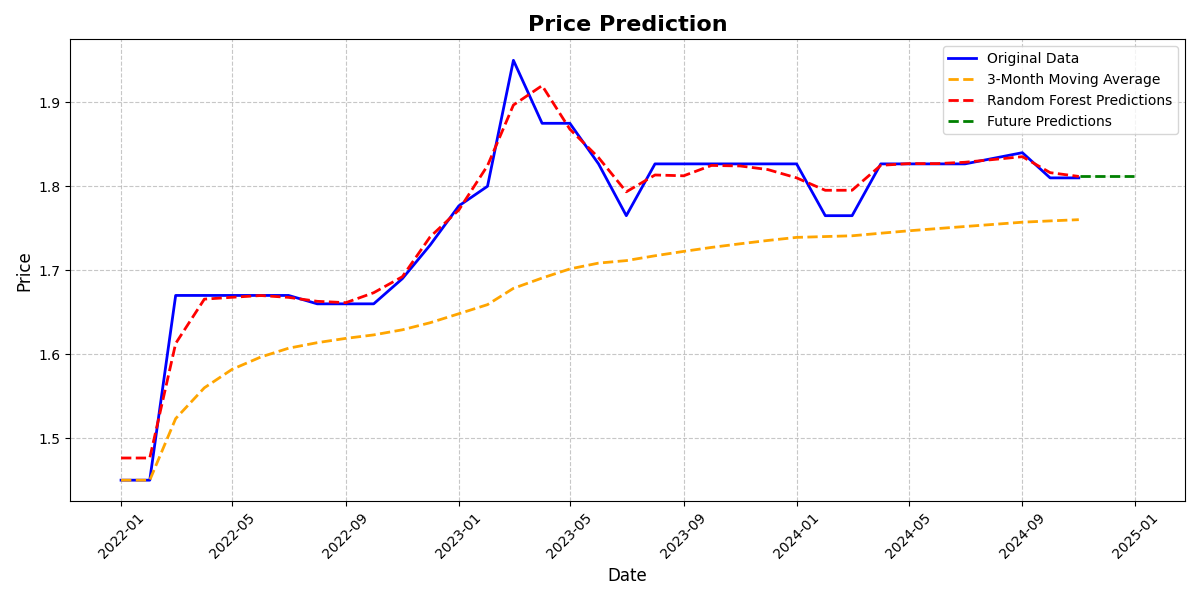 Price Prediction
Original Data
3-Month Moving Average
Random Forest Predictions
Future Predictions
Price
1.9
1.8
1.7
1.6
1.5
2022-01
2022-05
2022-09
2023-01
2023-05
2023-09
2024-01
2024-05
2024-09
2025-01
Date